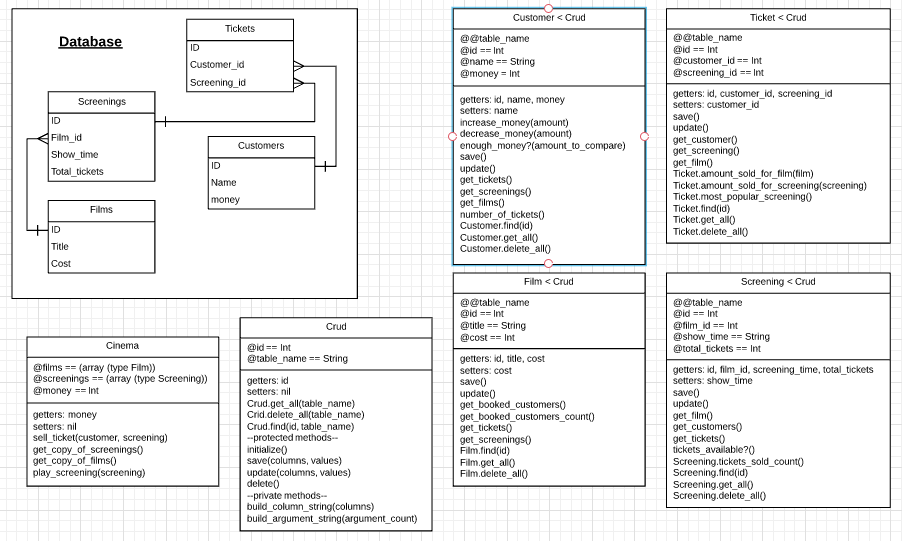 Database
Tickets
ID
Customer_id
Screening_id
Screenings
ID
Film_id
Show_time
Total_tickets
Customers
ID
Name
money
Films
ID
Title
Cost
Cinema
@films == (array (type Film))
@screenings == (array (type Screening))
@money == Int
getters: money
setters: nil
sell_ticket(customer, screening)
get_copy_of_screenings()
get_copy_of_films()
play_screening(screening)
Crud
@id == Int
@table_name == String
getters: id
setters: nil
Crud.get_all(table_name)
Crid.delete_all(table_name)
Crud.find(id, table_name)
--protected methods--
initialize()
save(columns, values)
update(columns, values)
delete()
--private methods--
build_column_string(columns)
build_argument_string(argument_count)
Customer < Crud
@@table_name
@id == Int
@name == String
@money = Int
getters: id, name, money
setters: name
increase_money(amount)
decrease_money(amount)
enough_money?(amount_to_compare)
save()
update()
get_tickets()
get_screenings()
get_films()
number_of_tickets()
Customer.find(id)
Customer.get_all()
Customer.delete_all()
Ticket < Crud
@@table_name
@id == Int
@customer_id == Int
@screening_id == Int
getters: id, customer_id, screening_id
setters: customer_id
save()
update()
get_customer()
get_screening()
get_film()
Ticket.amount_sold_for_film(film)
Ticket.amount_sold_for_screening(screening)
Ticket.most_popular_screening()
Ticket.find(id)
Ticket.get_all()
Ticket.delete_all()
Film < Crud
@@table_name
@id == Int
@title == String
@cost == Int
getters: id, title, cost
setters: cost
save()
update()
get_booked_customers()
get_booked_customers_count()
get_tickets()
get_screenings()
Film.find(id)
Film.get_all()
Film.delete_all()
Screening < Crud
@@table_name
@id == Int
@film_id == Int
@show_time == String
@total_tickets == Int
getters: id, film_id, screening_time, total_tickets
setters: show_time
save()
update()
get_film()
get_customers()
get_tickets()
tickets_available?()
Screening.tickets_sold_count()
Screening.find(id)
Screening.get_all()
Screening.delete_all()